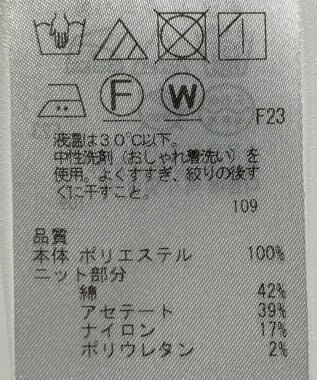 F W
F23
液温は30℃以下。
中性洗剤（おしゃれ着洗い）を
使用。よくすすぎ、絞りの後す
ぐに干すこと。
109
品質
本体 ポリエステル 100%
ニット部分
綿 42%
アセテート 39%
ナイロン 17%
ポリウレタン 2%